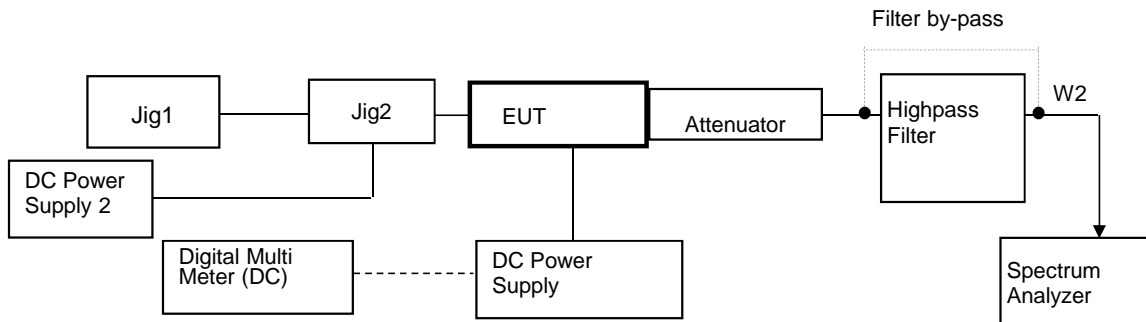 Filter by-pass
Jig1
Jig2
EUT
Attenuator
Highpass
Filter
W2
DC Power
Supply 2
Digital Multi
Meter (DC)
DC Power
Supply
Spectrum
Analyzer